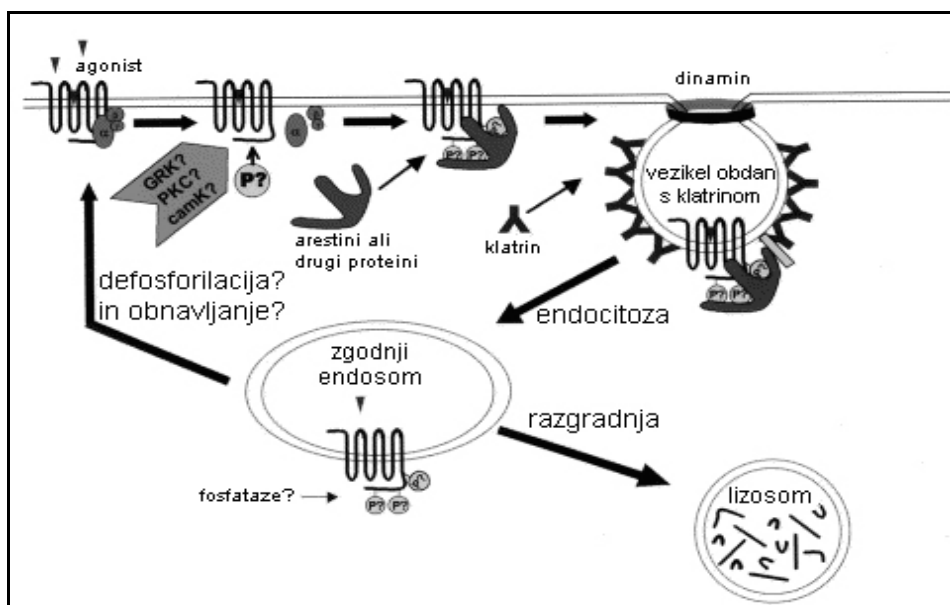 agonist
α
α
GRK?
PKC?
camK?
P?
arestini ali
drugi proteini
P? P?
klatrin
dinamin
vezikel obdan
s klatrinom
P? P?
defosforilacija?
in obnavljanje?
endocitoza
zgodnji
endosom
fosfataze?
P? P?
razgradnja
lizosom